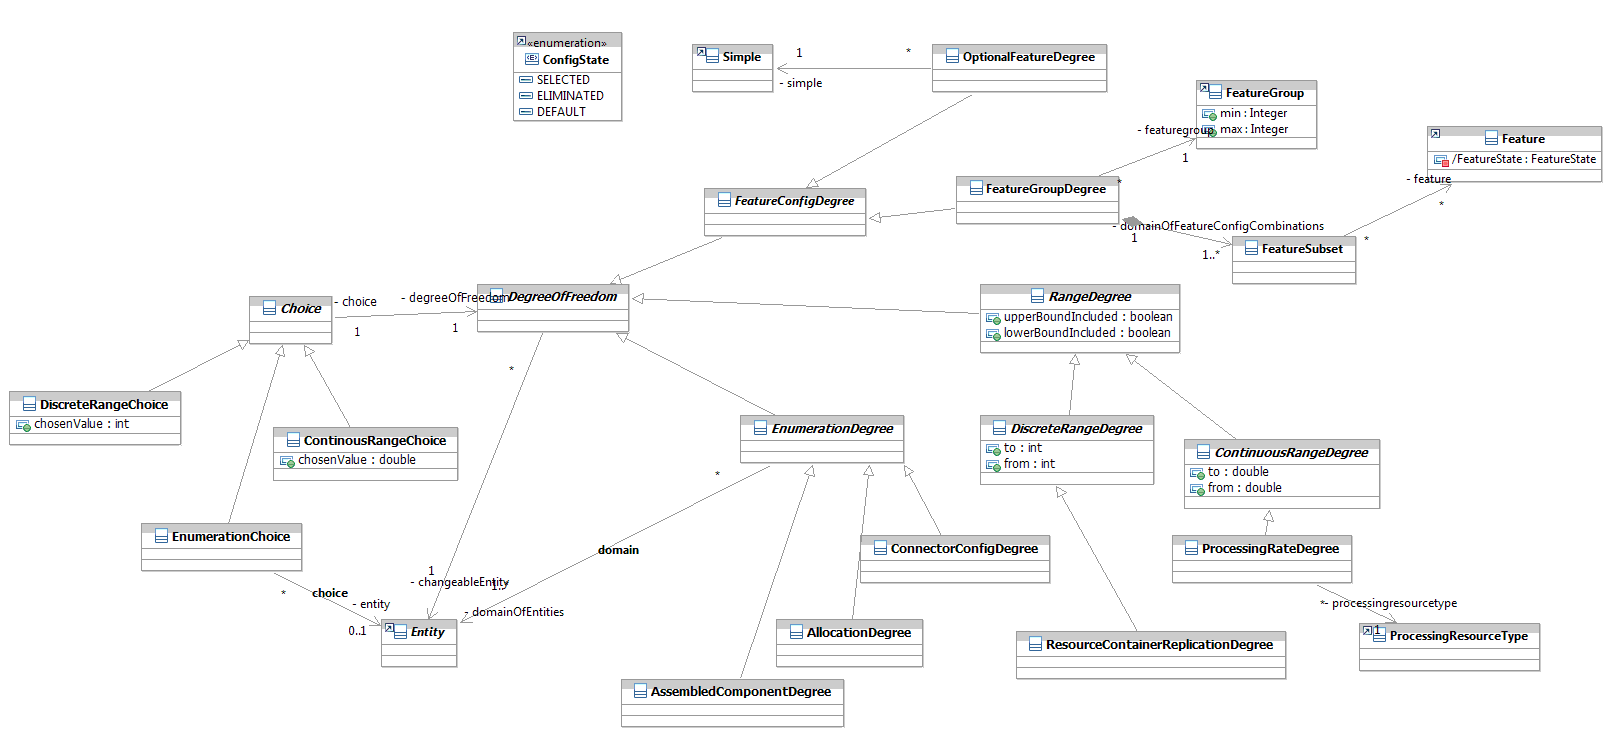 «enumeration»
ConfigState
SELECTED
ELIMINATED
DEFAULT
Simple
1
*
- simple
OptionalFeatureDegree
FeatureGroup
min : Integer
max : Integer
- featuregroup
1
Feature
/FeatureState : FeatureState
- feature
*
FeatureConfigDegree
FeatureGroupDegree
*
- domainOfFeatureConfigCombinations
1
1..*
*
FeatureSubset
Choice
- choice
1
- degreeOfFreedom
1
DegreeOfFreedom
RangeDegree
upperBoundIncluded : boolean
lowerBoundIncluded : boolean
*
DiscreteRangeChoice
chosenValue : int
ContinousRangeChoice
chosenValue : double
EnumerationDegree
*
DiscreteRangeDegree
to : int
from : int
ContinuousRangeDegree
to : double
from : double
EnumerationChoice
*
choice
- entity
0..1
1
- changeableEntity
domain
1..*
- domainOfEntities
Entity
ConnectorConfigDegree
ProcessingRateDegree
*
- processingresourcetype
1
ProcessingResourceType
AllocationDegree
ResourceContainerReplicationDegree
AssembledComponentDegree